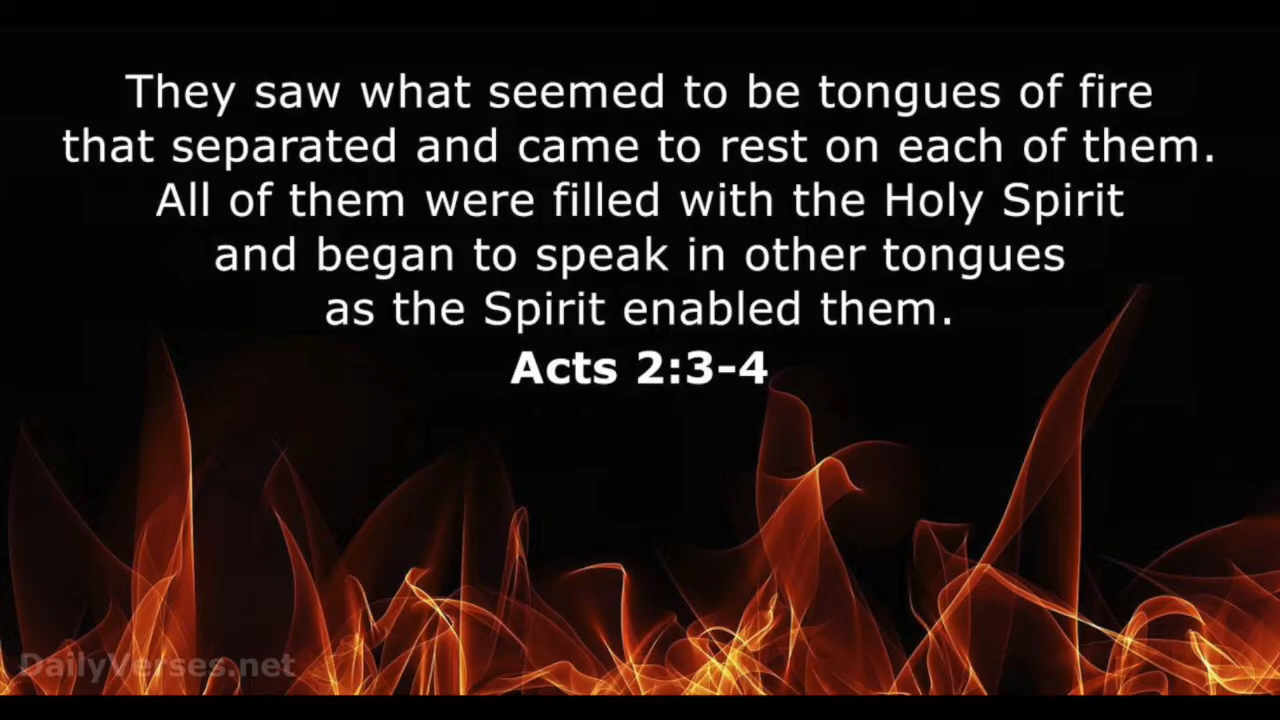 They saw what seemed to be tongues of fire
that separated and came to rest on each of them.
All of them were filled with the Holy Spirit
and began to speak in other tongues
as the Spirit enabled them.
Acts 2:3-4
DailyVerses.net